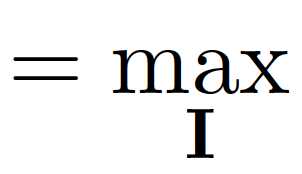 = max
I